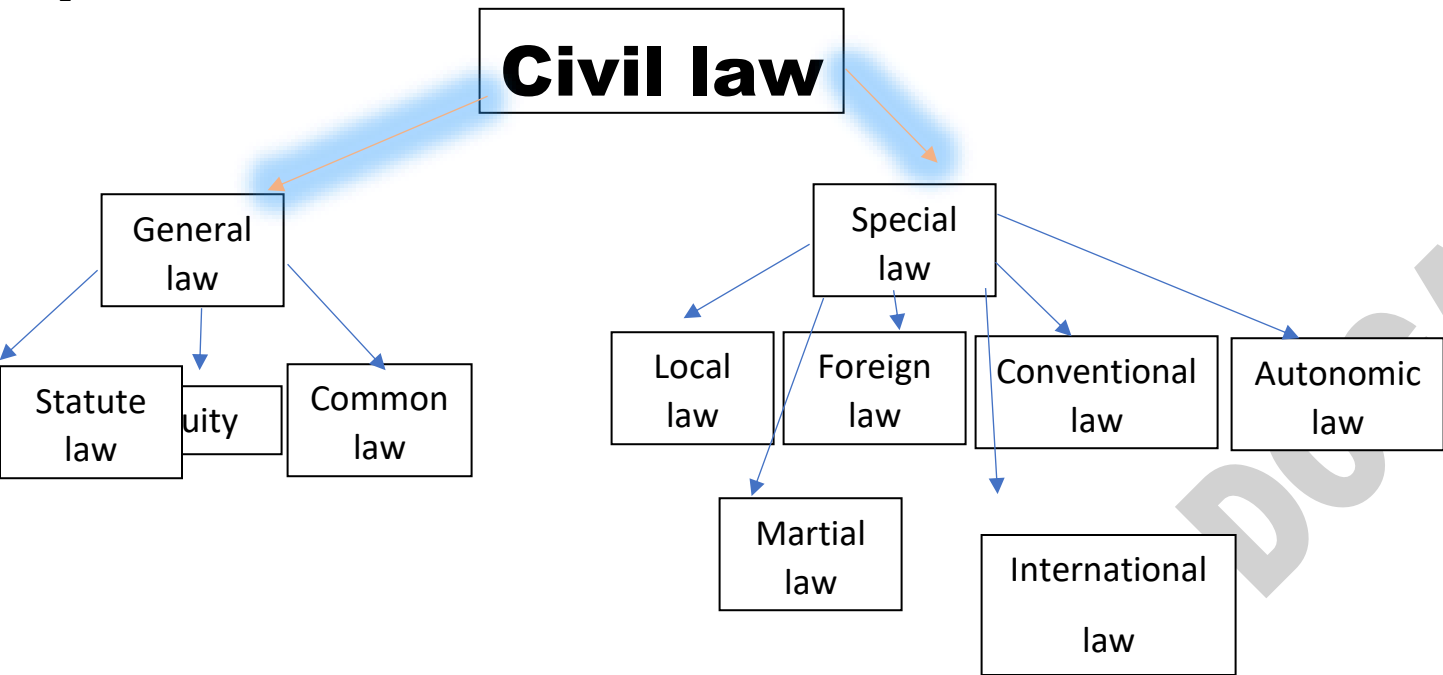 Civil law
General
law
Special
law
Statute
law
uity
Common
law
Local
law
Foreign
law
Conventional
law
Autonomic
law
Martial
law
International
law